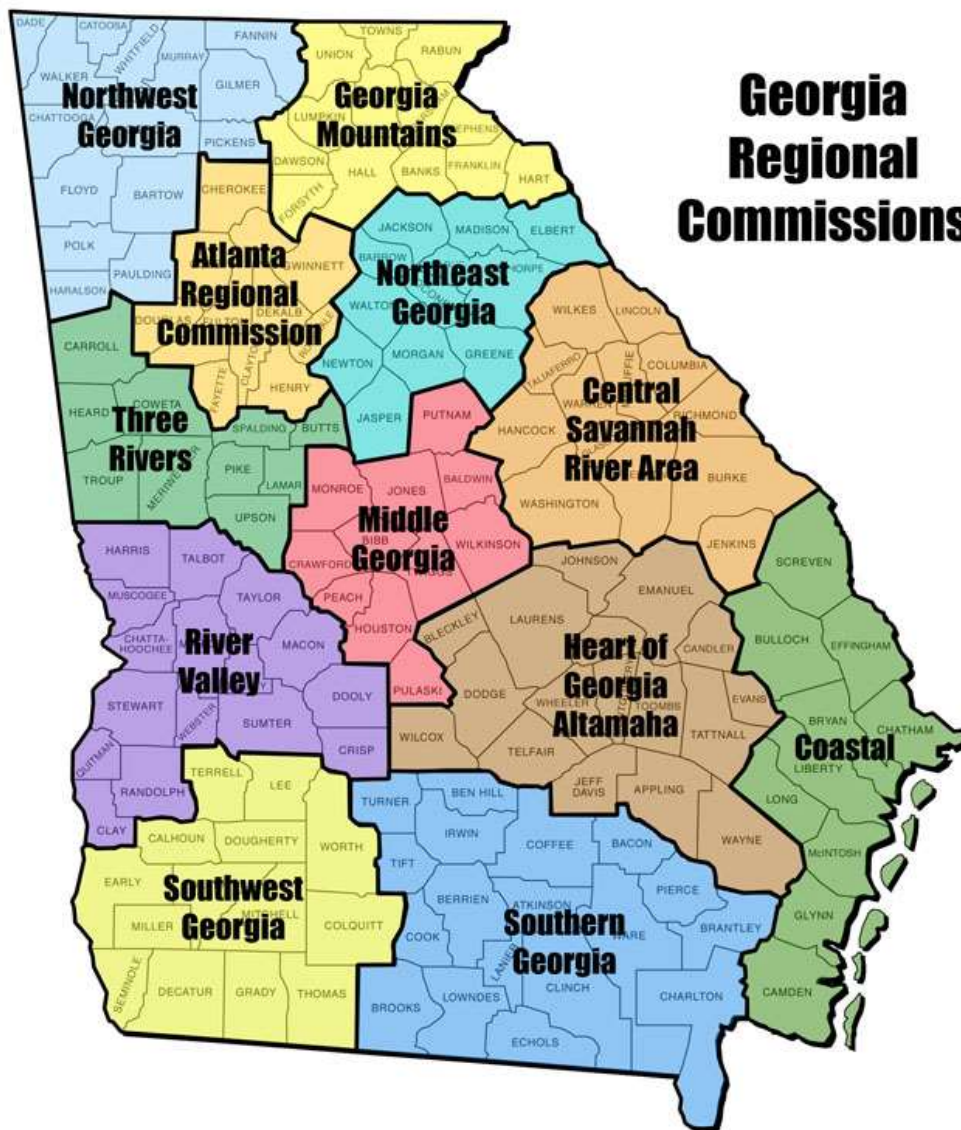 Georgia
Regional
Commissions
DADE
CATOOSA
WHITFIELD
MURRAY
FANNIN
WALKER
GILMER
Northwest
Georgia
CHATTOOGA
PICKENS
FLOYD
BARTOW
POLK
PAULDING
HARALSON
TOWNS
UNION
RABUN
Georgia
Mountains
LUMPKIN
DAWSON
HALL
BANKS
FRANKLIN
HART
FORSYTH
CHEROKEE
Atlanta
Regional
Commission
GWINNETT
DOUGLAS
FULTON
DEKALB
CLAYTON
FAYETTE
HENRY
JACKSON
MADISON
ELBERT
BARROW
Northeast
Georgia
WALTON
NEWTON
MORGAN
GREENE
JASPER
WILKES
LINCOLN
COLUMBIA
TALIAFERRO
WARREN
RICHMOND
Central
Savannah
River Area
HANCOCK
WASHINGTON
BURKE
JENKINS
CARROLL
HEARD
COWETA
Three
Rivers
SPALDING
BUTTS
TROUP
MERIWETHER
PIKE
LAMAR
UPSON
PUTNAM
MONROE
JONES
BALDWIN
Middle
Georgia
BIBB
WILKINSON
CRAWFORD
PEACH
HOUSTON
PULASKI
HARRIS
TALBOT
MUSCOGEE
TAYLOR
CHATTA-
HOOCHEE
MACON
River
Valley
STEWART
WEBSTER
SUMTER
DOOLY
CRISP
QUITMAN
RANDOLPH
CLAY
JOHNSON
EMANUEL
BLECKLEY
LAURENS
CANDLER
Heart of
Georgia
Altamaha
DODGE
WHEELER
TOOMBS
EVANS
TATTNALL
WILCOX
TELFAIR
JEFF
DAVIS
APPLING
WAYNE
SCREVEN
BULLOCH
EFFINGHAM
BRYAN
CHATHAM
Coastal
LIBERTY
LONG
McINTOSH
GLYNN
CAMDEN
TERRELL
LEE
CALHOUN
DOUGHERTY
WORTH
EARLY
Southwest
Georgia
MILLER
MITCHELL
COLQUITT
SEMINOLE
DECATUR
GRADY
THOMAS
TURNER
BEN HILL
IRWIN
COFFEE
BACON
TIFT
PIERCE
BERRIEN
ATKINSON
BRANTLEY
COOK
WARE
Southern
Georgia
LANIER
CLINCH
CHARLTON
BROOKS
LOWNDES
ECHOLS